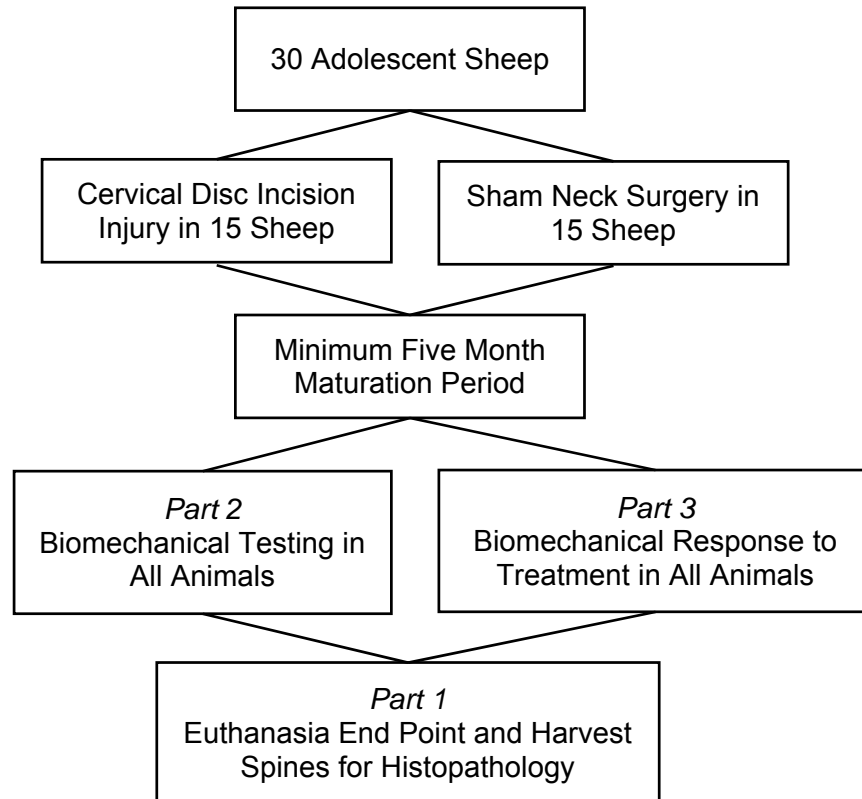 30 Adolescent Sheep
Cervical Disc Incision
Injury in 15 Sheep
Sham Neck Surgery in
15 Sheep
Minimum Five Month
Maturation Period
Part 2
Biomechanical Testing in
All Animals
Part 3
Biomechanical Response to
Treatment in All Animals
Part 1
Euthanasia End Point and Harvest
Spines for Histopathology